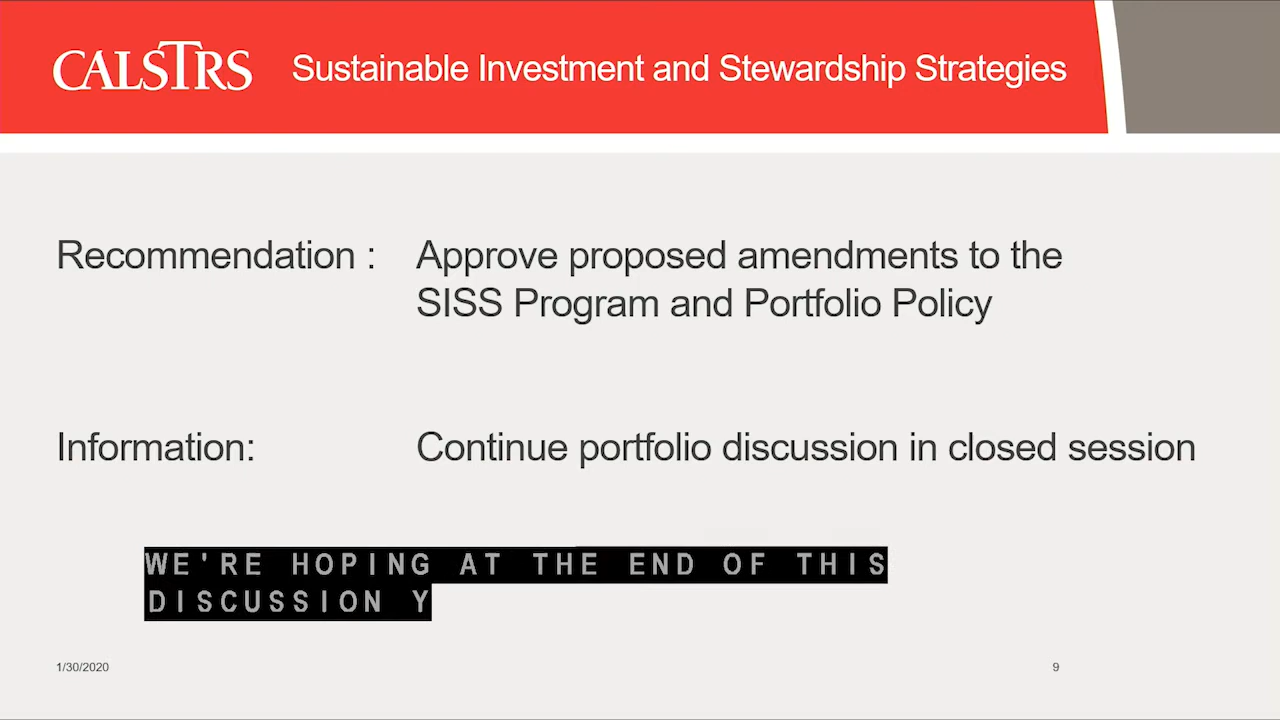 CALSTRS Sustainable Investment and Stewardship Strategies
Recommendation : Approve proposed amendments to the
SISS Program and Portfolio Policy
Information: Continue portfolio discussion in closed session
WE'RE HOPING AT THE END OF THIS
DISCUSSION Y
1/30/2020 9